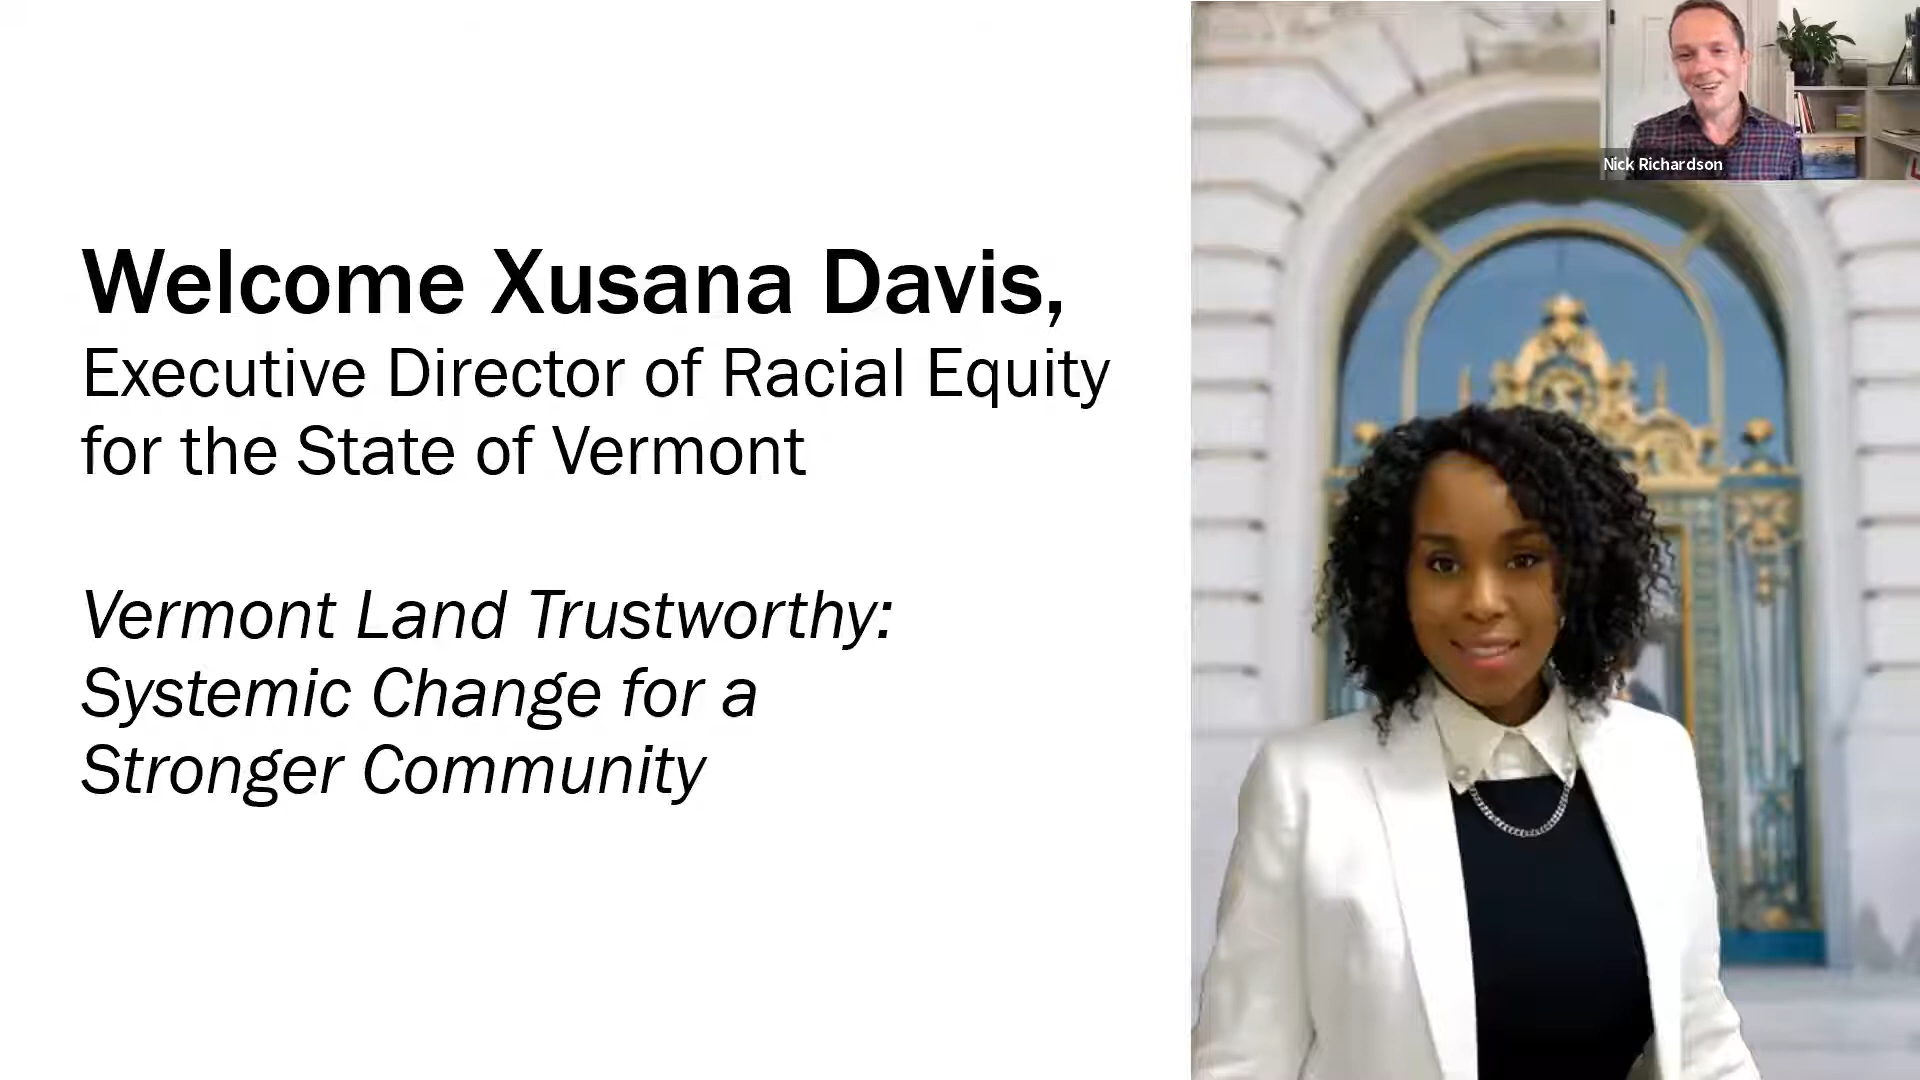 Welcome Xusana Davis,
Executive Director of Racial Equity
for the State of Vermont
Vermont Land Trustworthy:
Systemic Change for a
Stronger Community
Nick Richardson